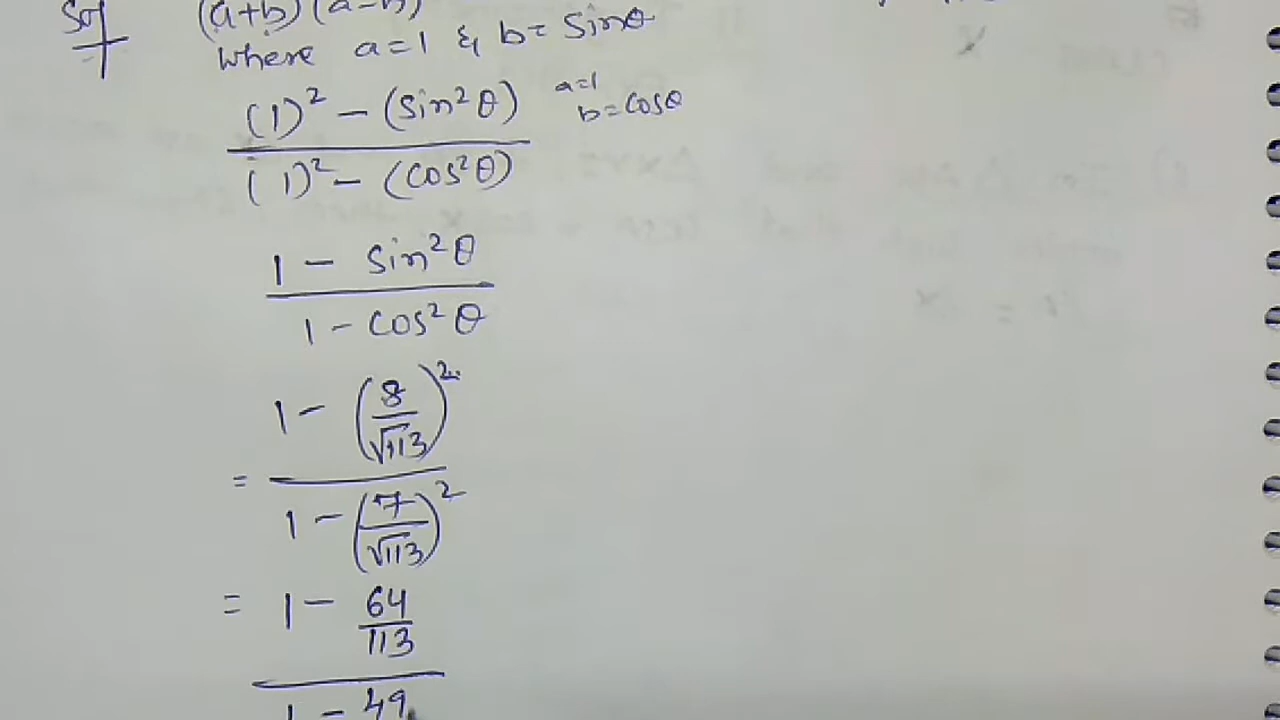 Sol (a+b)(a-b)
where a=1 & b= Sinθ
a=1
b=cosθ
(1)² - (Sin²θ)
(1)² - (cos²θ)
1 - Sin²θ
1 - cos²θ
1 - (8/√113)²
=
1 - (7/√113)²
= 1 - 64/113
1 - 49